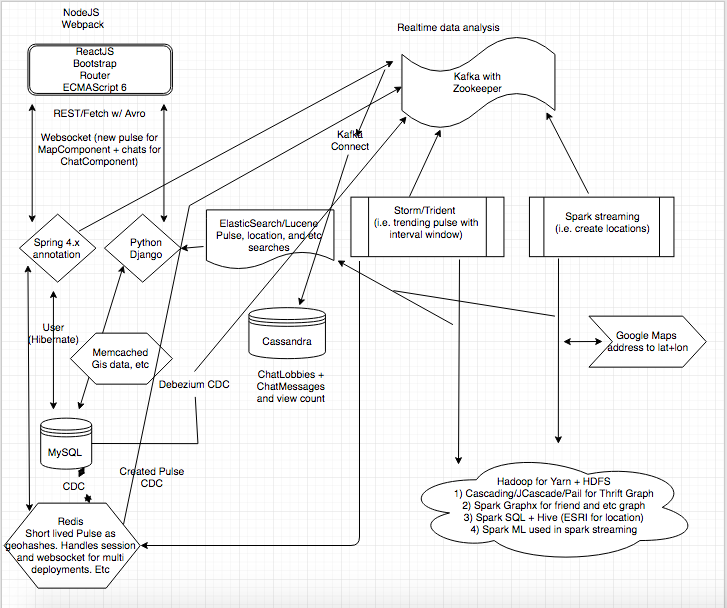 NodeJS
Webpack
ReactJS
Bootstrap
Router
ECMAScript 6
REST/Fetch w/ Avro
Websocket (new pulse for
MapComponent + chats for
ChatComponent)
Realtime data analysis
Kafka with
Zookeeper
Kafka
Connect
Spring 4.x
annotation
Python
Django
ElasticSearch/Lucene
Pulse, location, and etc
searches
Storm/Trident
(i.e. trending pulse with
interval window)
Spark streaming
(i.e. create locations)
User
(Hibernate)
Memcached
Gis data, etc
Cassandra
ChatLobbies +
ChatMessages
and view count
Google Maps
address to lat+lon
Debezium CDC
MySQL
CDC
Created Pulse
CDC
Redis
Short lived Pulse as
geohashes. Handles session
and websocket for multi
deployments. Etc
Hadoop for Yarn + HDFS
1) Cascading/JCascade/Pail for Thrift Graph
2) Spark Graphx for friend and etc graph
3) Spark SQL + Hive (ESRI for location)
4) Spark ML used in spark streaming